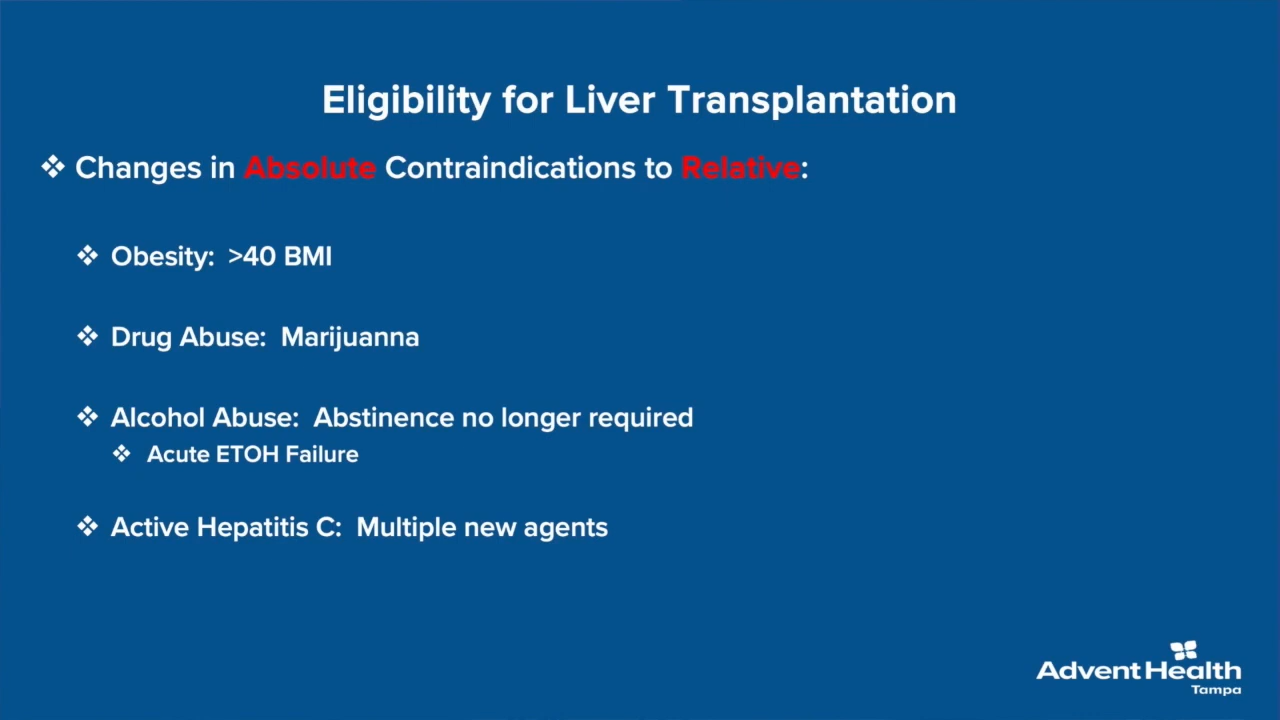 Eligibility for Liver Transplantation
❖ Changes in Absolute Contraindications to Relative:
❖ Obesity: >40 BMI
❖ Drug Abuse: Marijuanna
❖ Alcohol Abuse: Abstinence no longer required
❖ Acute ETOH Failure
❖ Active Hepatitis C: Multiple new agents
AdventHealth
Tampa